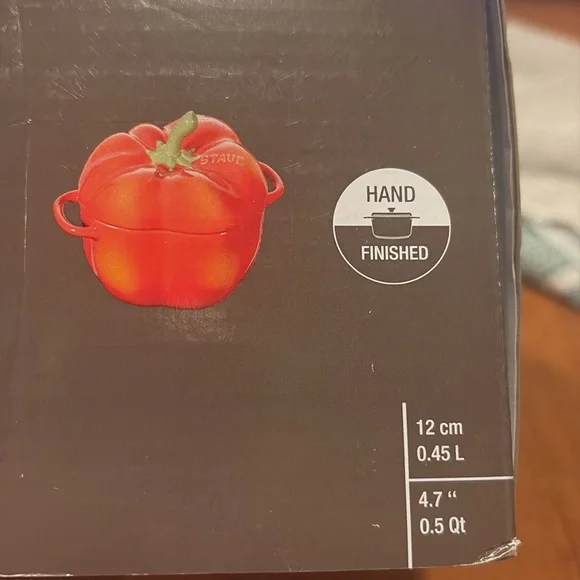 STAUB
HAND
FINISHED
12 cm
0.45 L
4.7 “
0.5 Qt